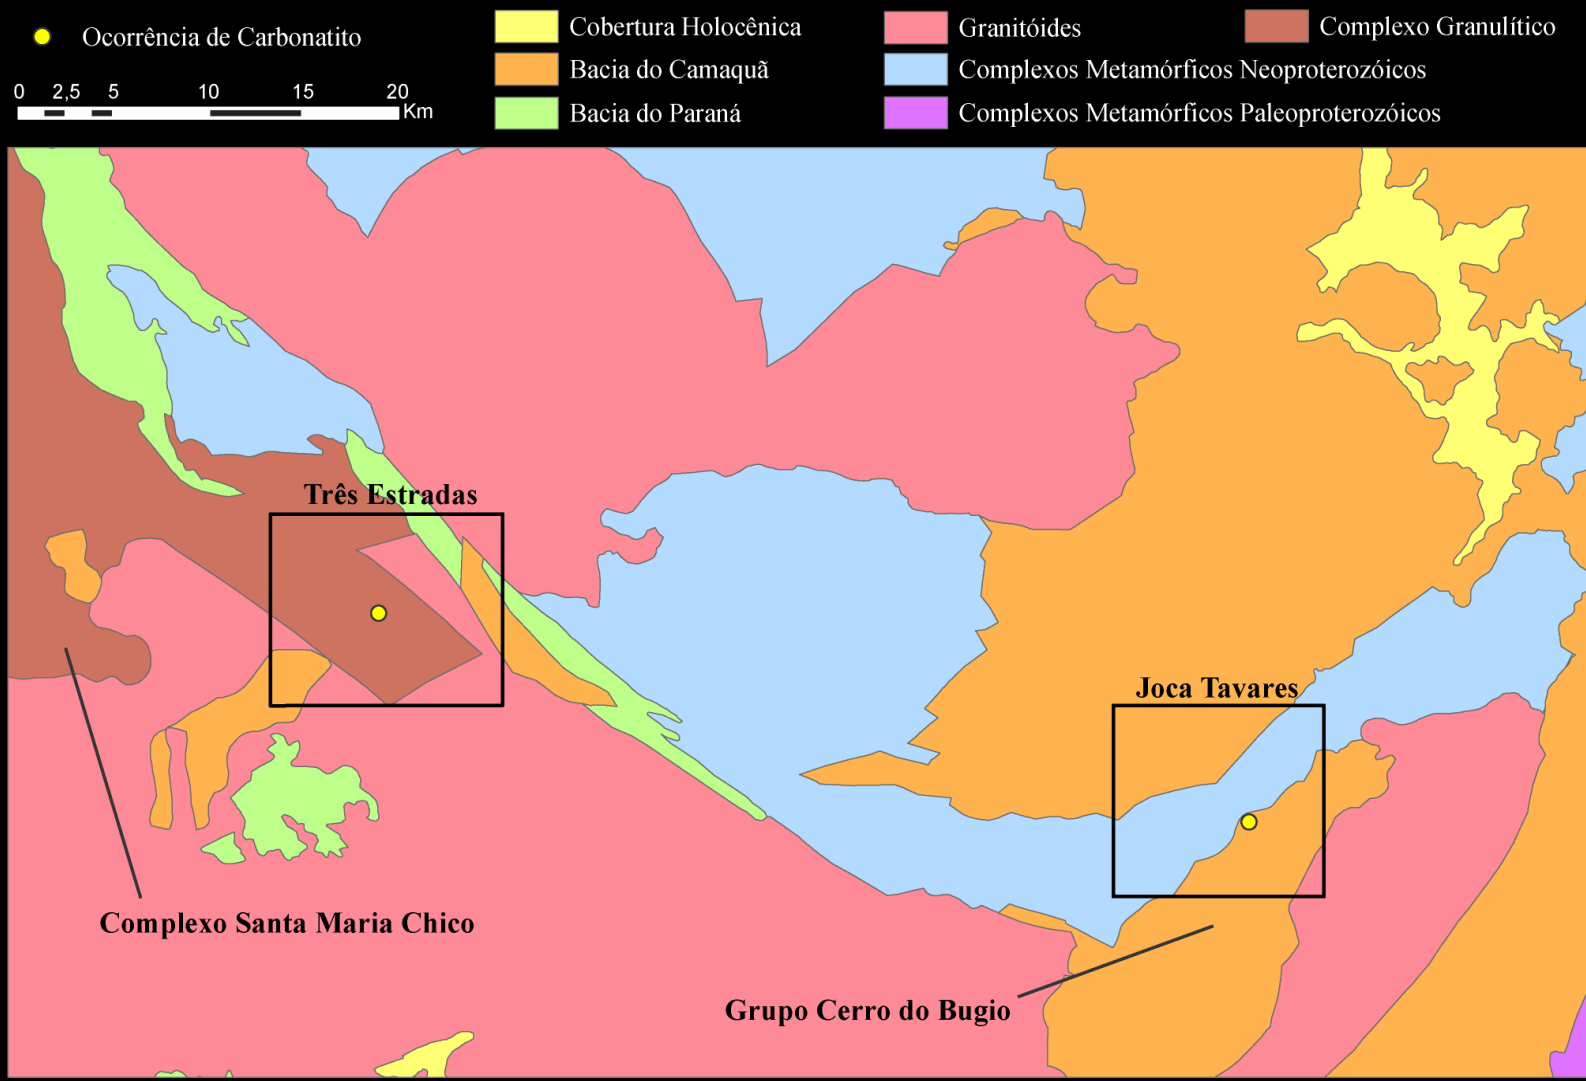 Ocorrência de Carbonatito
0 2,5 5 10 15 20
Km
Cobertura Holocênica
Bacia do Camaquã
Bacia do Paraná
Granitóides
Complexos Metamórficos Neoproterozóicos
Complexos Metamórficos Paleoproterozóicos
Complexo Granulítico
Três Estradas
Joca Tavares
Complexo Santa Maria Chico
Grupo Cerro do Bugio